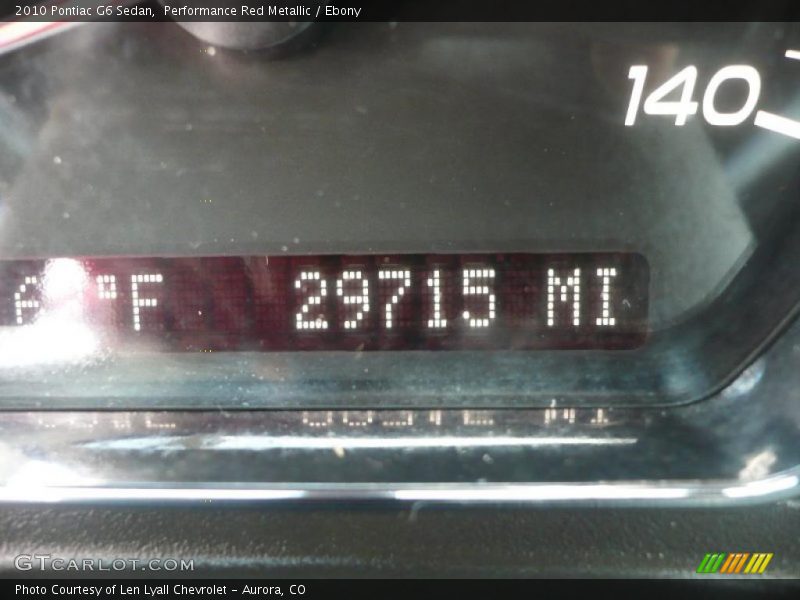 2010 Pontiac G6 Sedan, Performance Red Metallic / Ebony
140
°F 29715 MI
GTCARLOT.COM
Photo Courtesy of Len Lyall Chevrolet - Aurora, CO